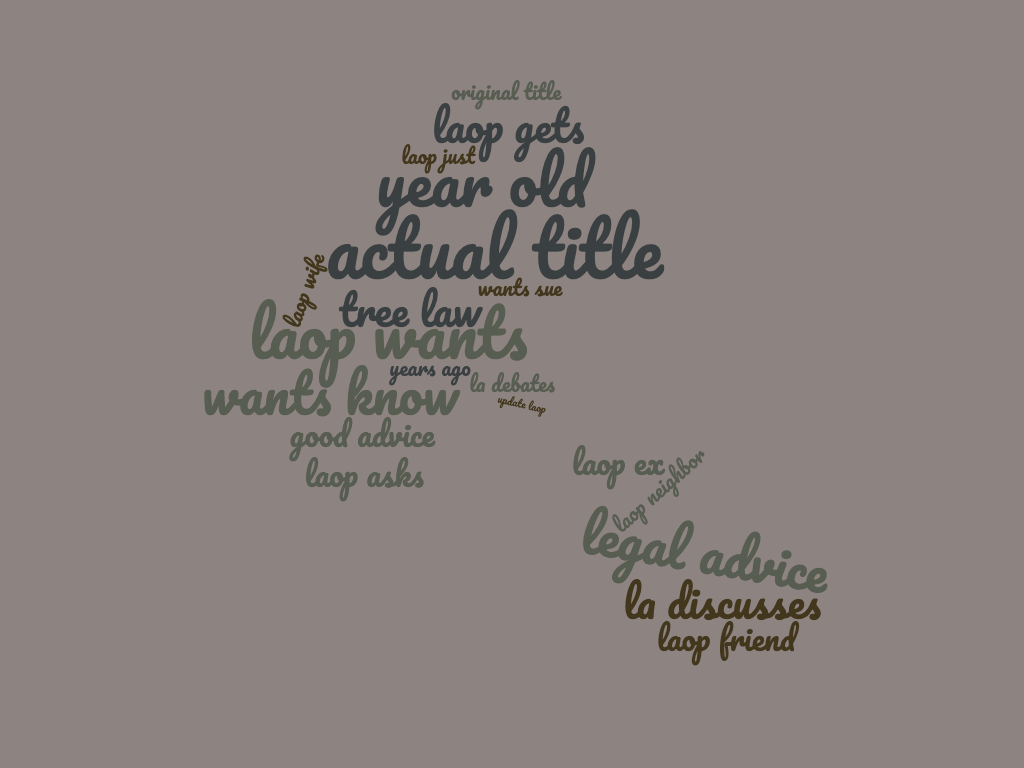 original title
laop gets
laop just
year old
actual title
laop wife
wants sue
tree law
laop wants
years ago
la debates
wants know
update laop
good advice
laop asks
laop ex
laop neighbor
legal advice
la discusses
laop friend